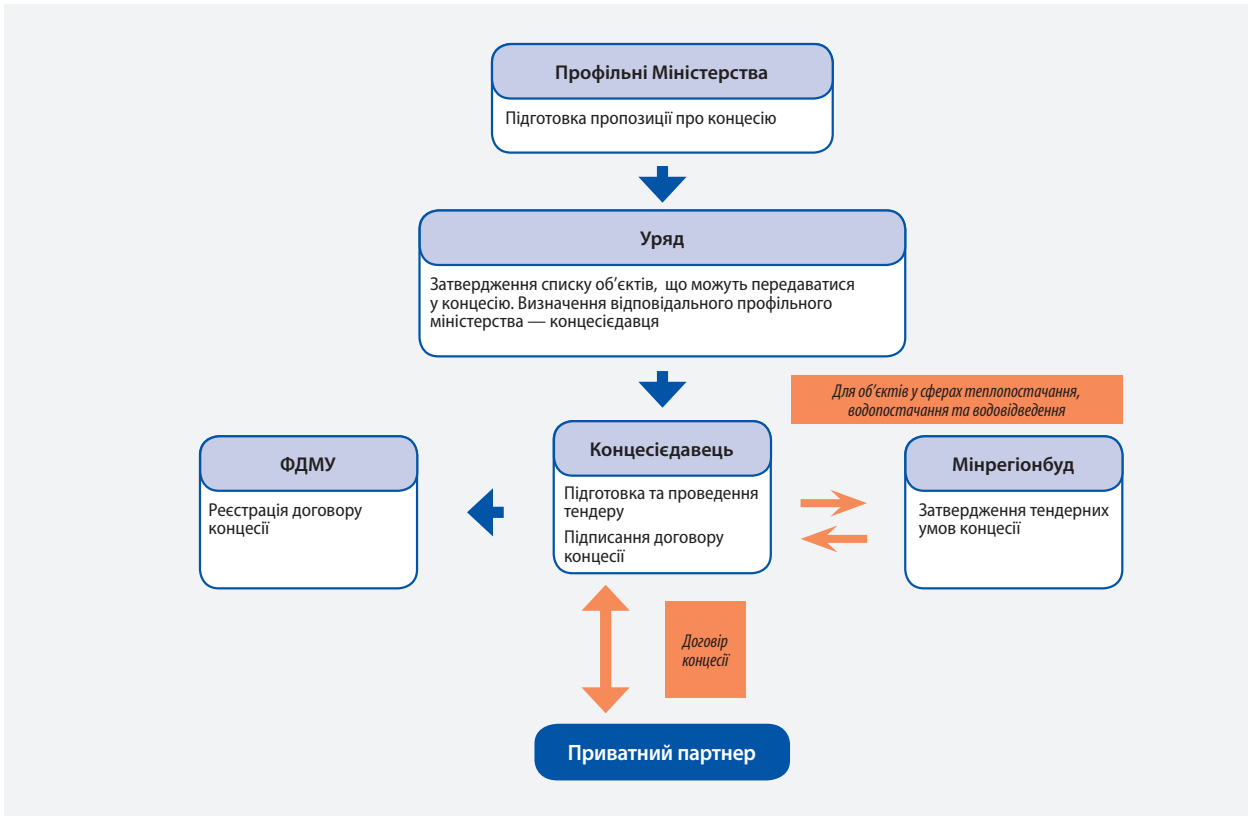 Профільні Міністерства
Підготовка пропозиції про концесію
Уряд
Затвердження списку об’єктів, що можуть передаватися
у концесію. Визначення відповідального профільного
міністерства — концесієдавця
Для об’єктів у сферах теплопостачання,
водопостачання та водовідведення
ФДМУ
Реєстрація договору
концесії
Концесієдавець
Підготовка та проведення
тендеру
Підписання договору
концесії
Мінрегіонбуд
Затвердження тендерних
умов концесії
Договір
концесії
Приватний партнер